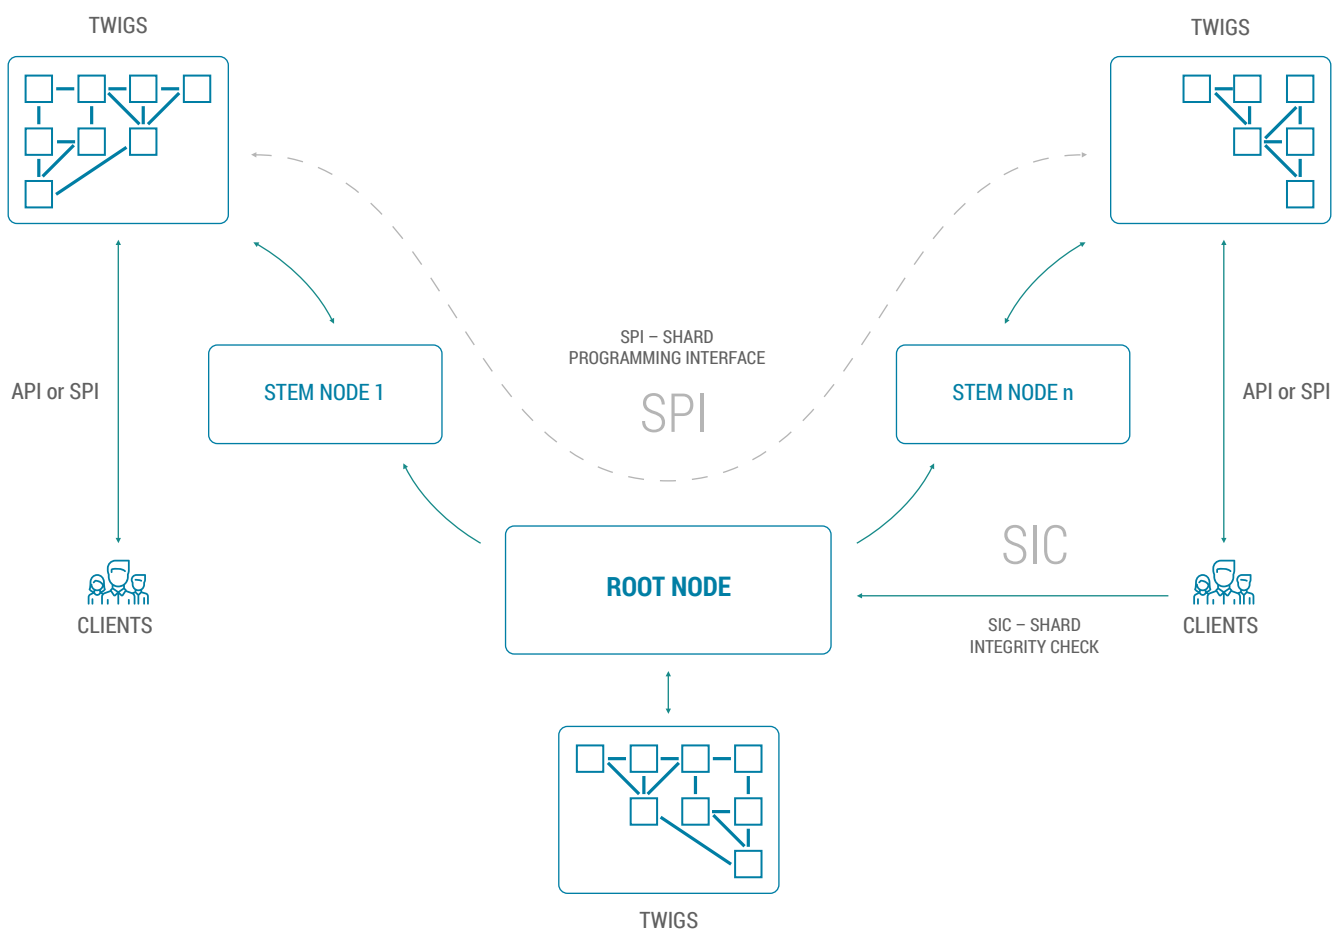 TWIGS
TWIGS
SPI – SHARD
PROGRAMMING INTERFACE
SPI
API or SPI
STEM NODE 1
STEM NODE n
API or SPI
SIC
ROOT NODE
SIC – SHARD
INTEGRITY CHECK
CLIENTS
CLIENTS
TWIGS